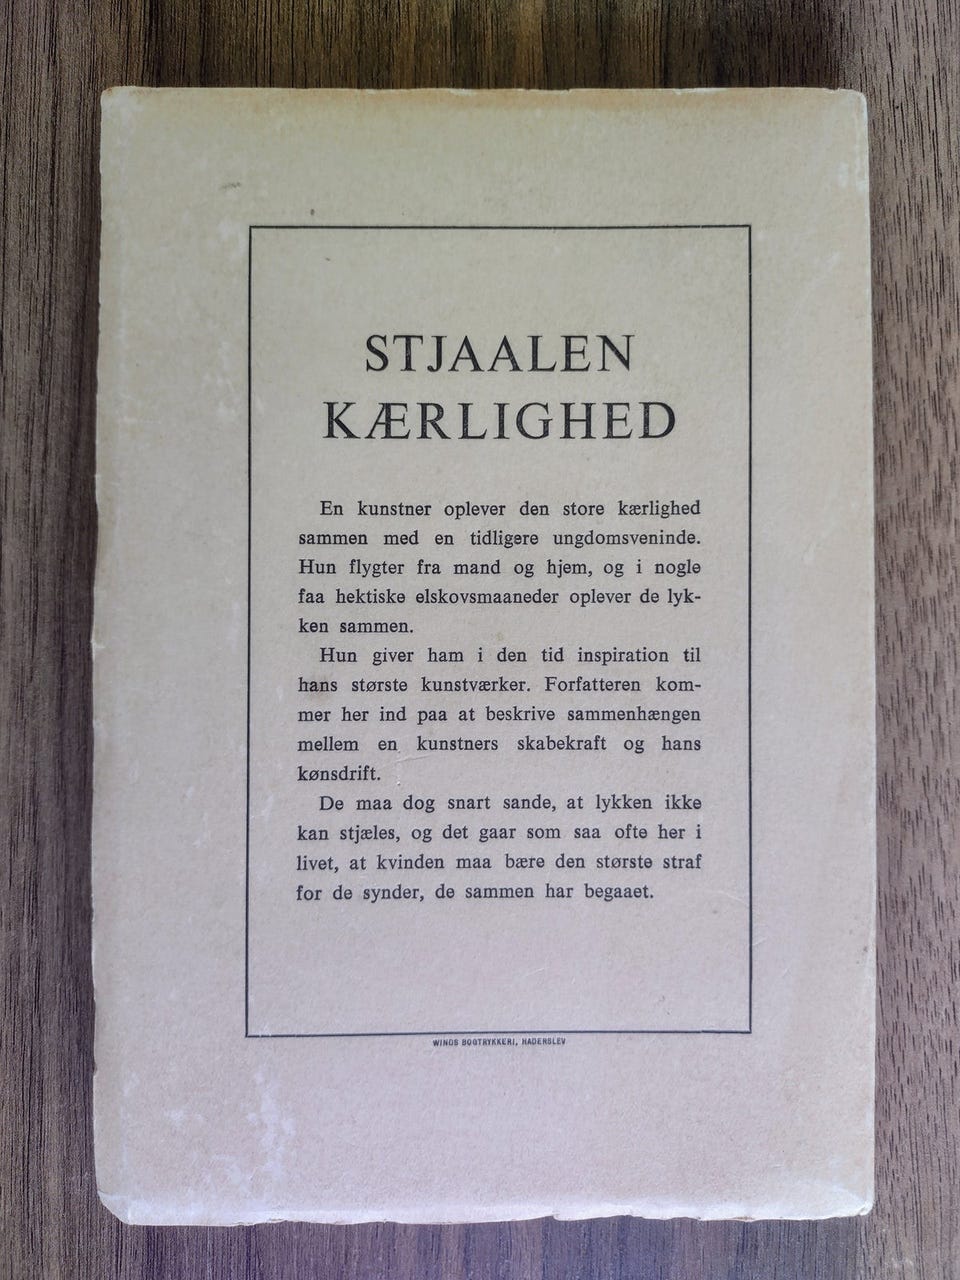 STJAALEN
KÆRLIGHED
En kunstner oplever den store kærlighed
sammen med en tidligere ungdomsveninde.
Hun flygter fra mand og hjem, og i nogle
faa hektiske elskovsmaaneder oplever de lyk-
ken sammen.
Hun giver ham i den tid inspiration til
hans største kunstværker. Forfatteren kom-
mer her ind paa at beskrive sammenhængen
mellem en kunstners skabekraft og hans
kønsdrift.
De maa dog snart sande, at lykken ikke
kan stjæles, og det gaar som saa ofte her i
livet, at kvinden maa bære den største straf
for de synder, de sammen har begaaet.
WINDS BOGTRYKKERI, HADERSLEV